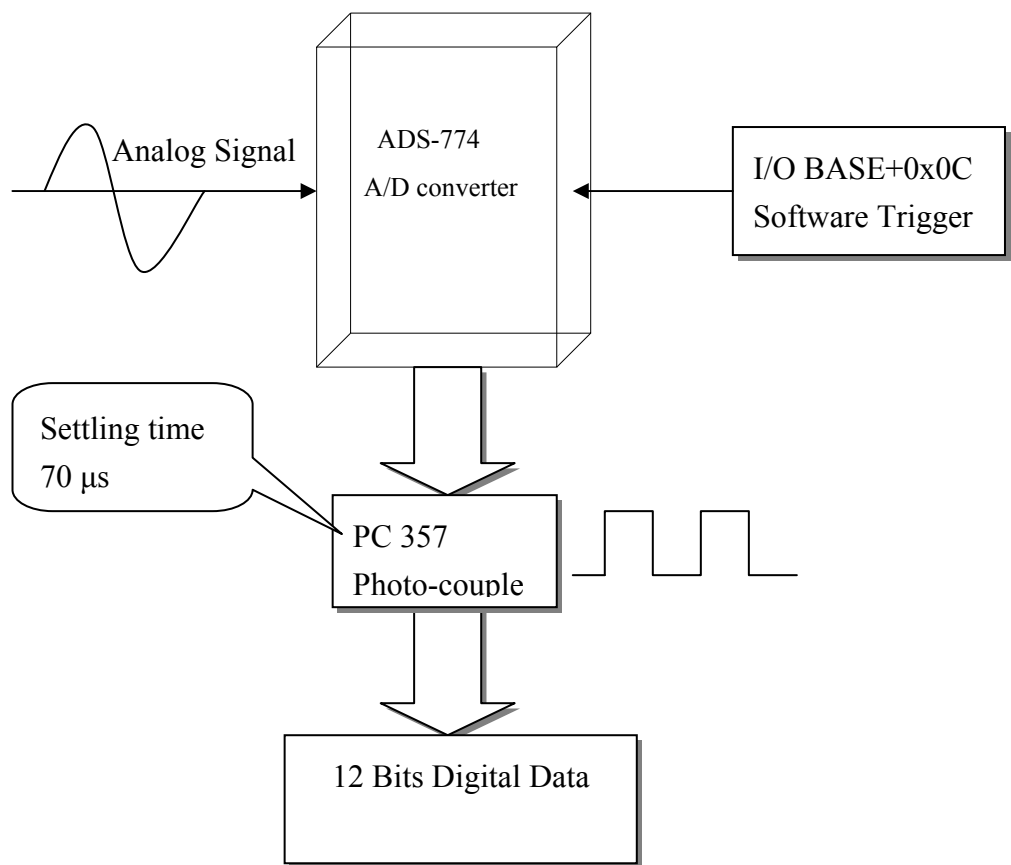 Analog Signal
ADS-774
A/D converter
I/O BASE+0x0C
Software Trigger
Settling time
70 μs
PC 357
Photo-couple
12 Bits Digital Data